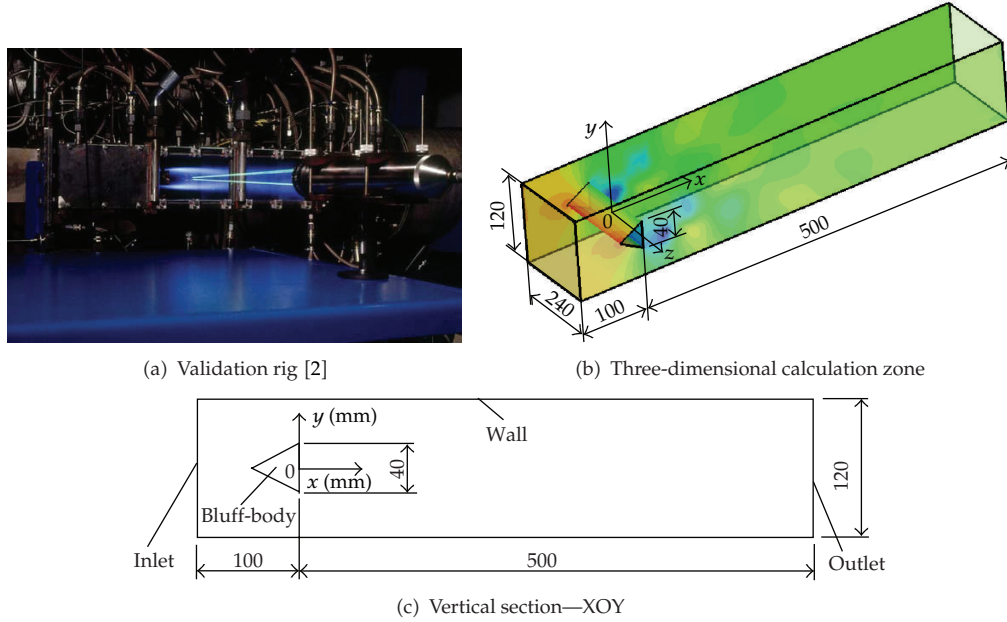 y
x
0
40
z
120
240
100
500
(a) Validation rig [2]
(b) Three-dimensional calculation zone
y (mm)
Wall
0
x (mm)
40
120
Bluff-body
Inlet
100
500
Outlet
(c) Vertical section—XOY